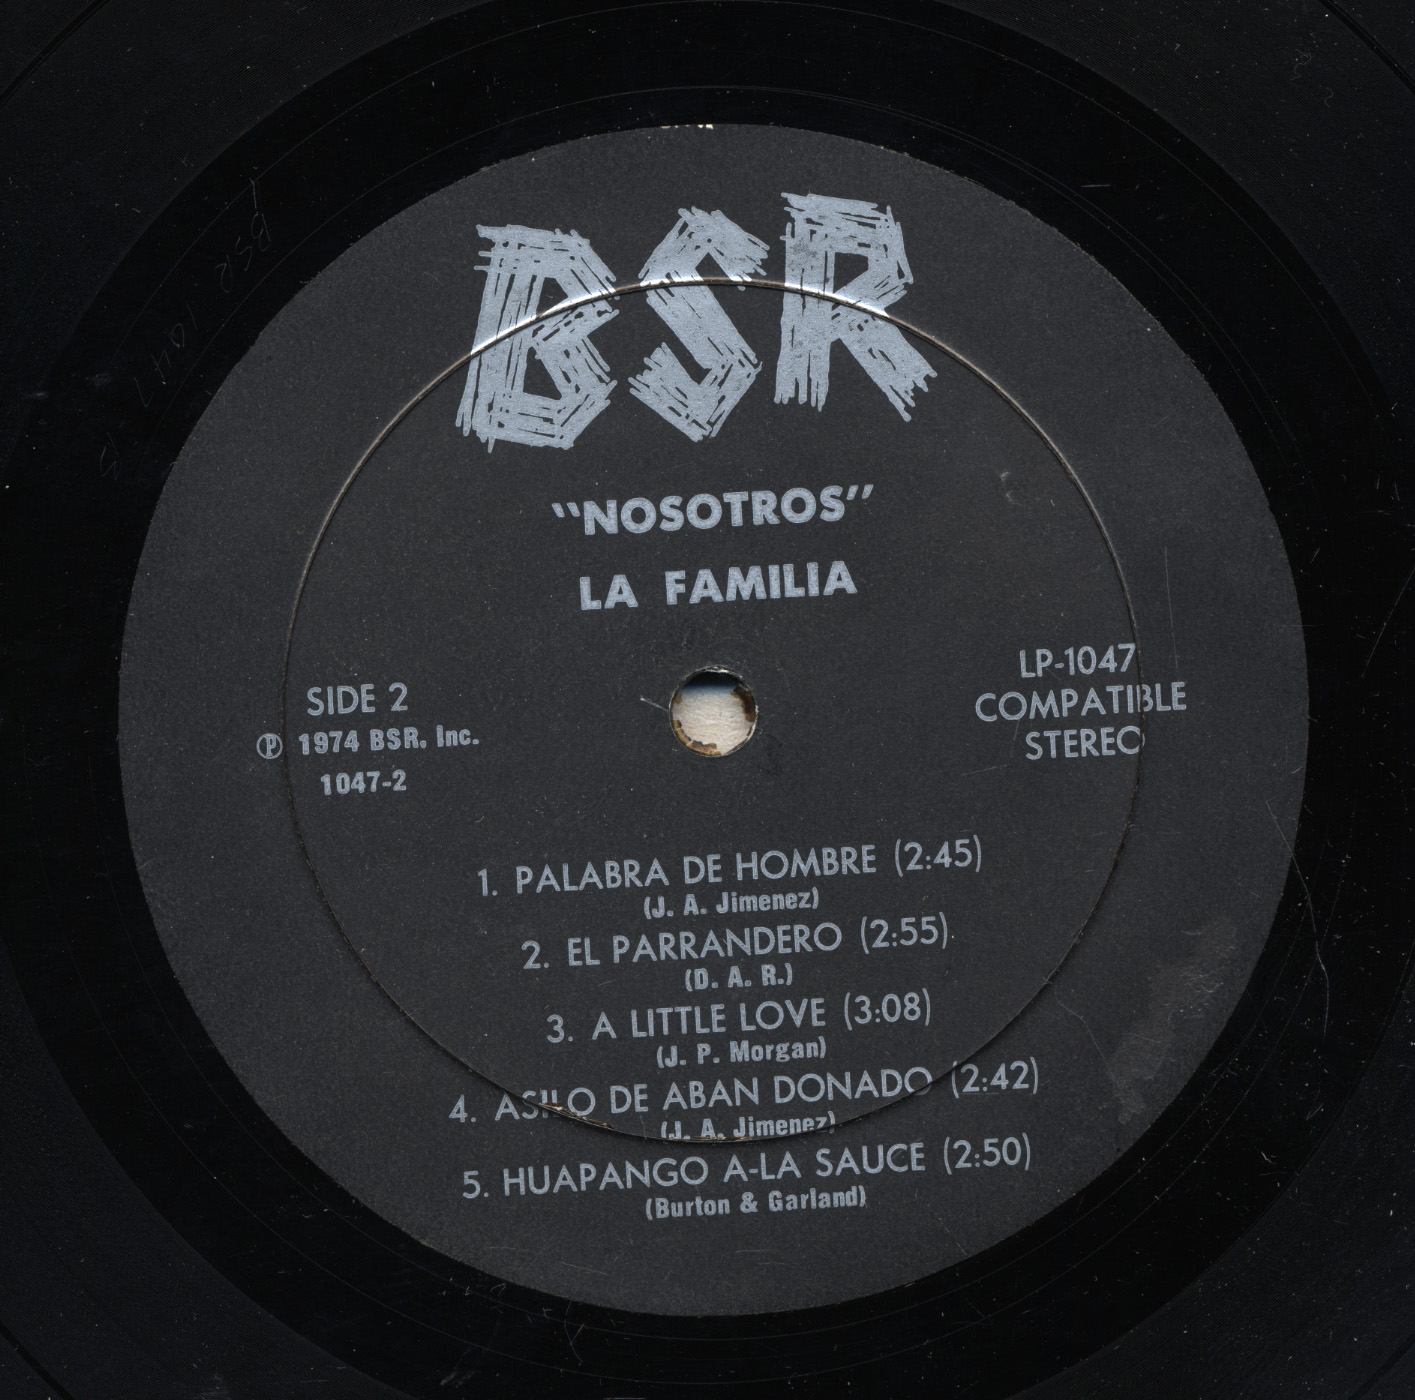 BSR
"NOSOTROS"
LA FAMILIA
SIDE 2
Ⓟ 1974 BSR, Inc.
1047-2
LP-1047
COMPATIBLE
STEREO
1. PALABRA DE HOMBRE (2:45)
(J. A. Jimenez)
2. EL PARRANDERO (2:55)
(D. A. R.)
3. A LITTLE LOVE (3:08)
(J. P. Morgan)
4. ASILO DE ABAN DONADO (2:42)
(J. A. Jimenez)
5. HUAPANGO A-LA SAUCE (2:50)
(Burton & Garland)